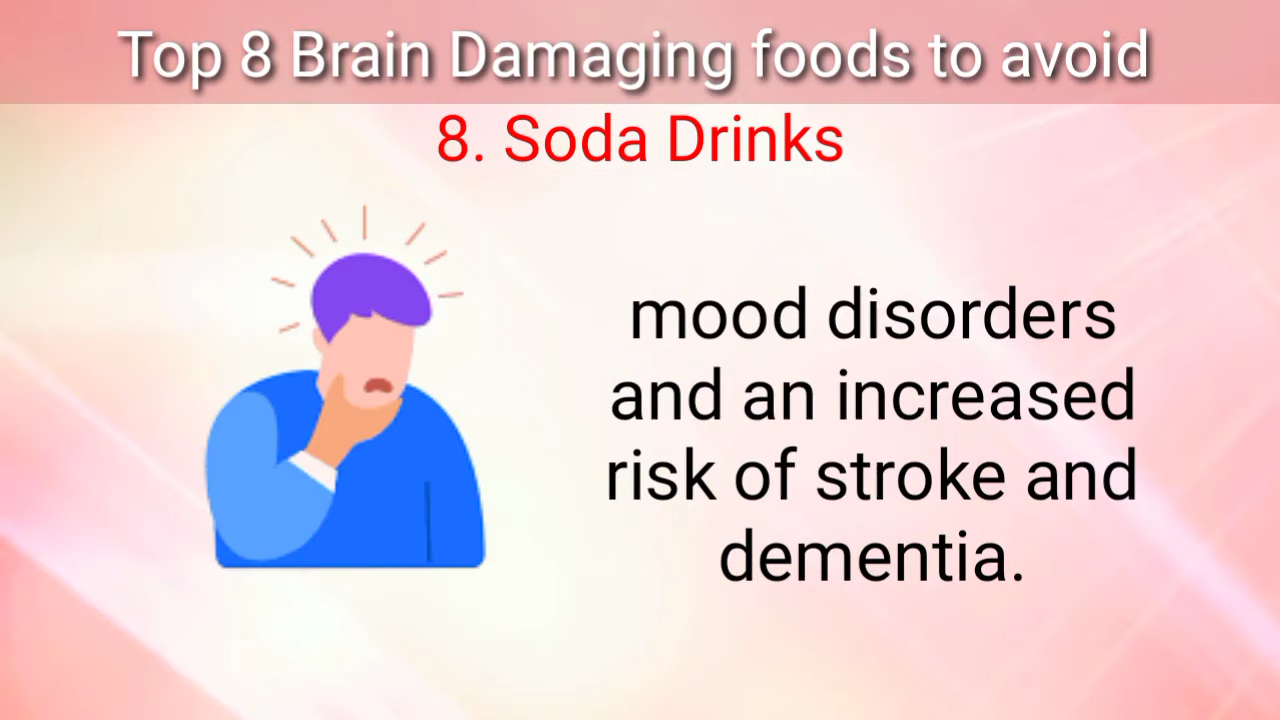 Top 8 Brain Damaging foods to avoid
8. Soda Drinks
mood disorders
and an increased
risk of stroke and
dementia.